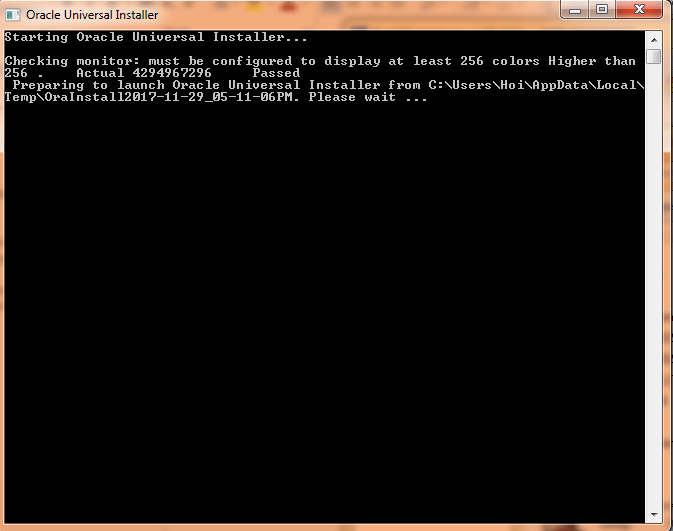 Oracle Universal Installer
Starting Oracle Universal Installer...
Checking monitor: must be configured to display at least 256 colors Higher than
256 .    Actual 4294967296     Passed
 Preparing to launch Oracle Universal Installer from C:\Users\Hoi\AppData\Local\
Temp\OraInstall2017-11-29_05-11-06PM. Please wait ...